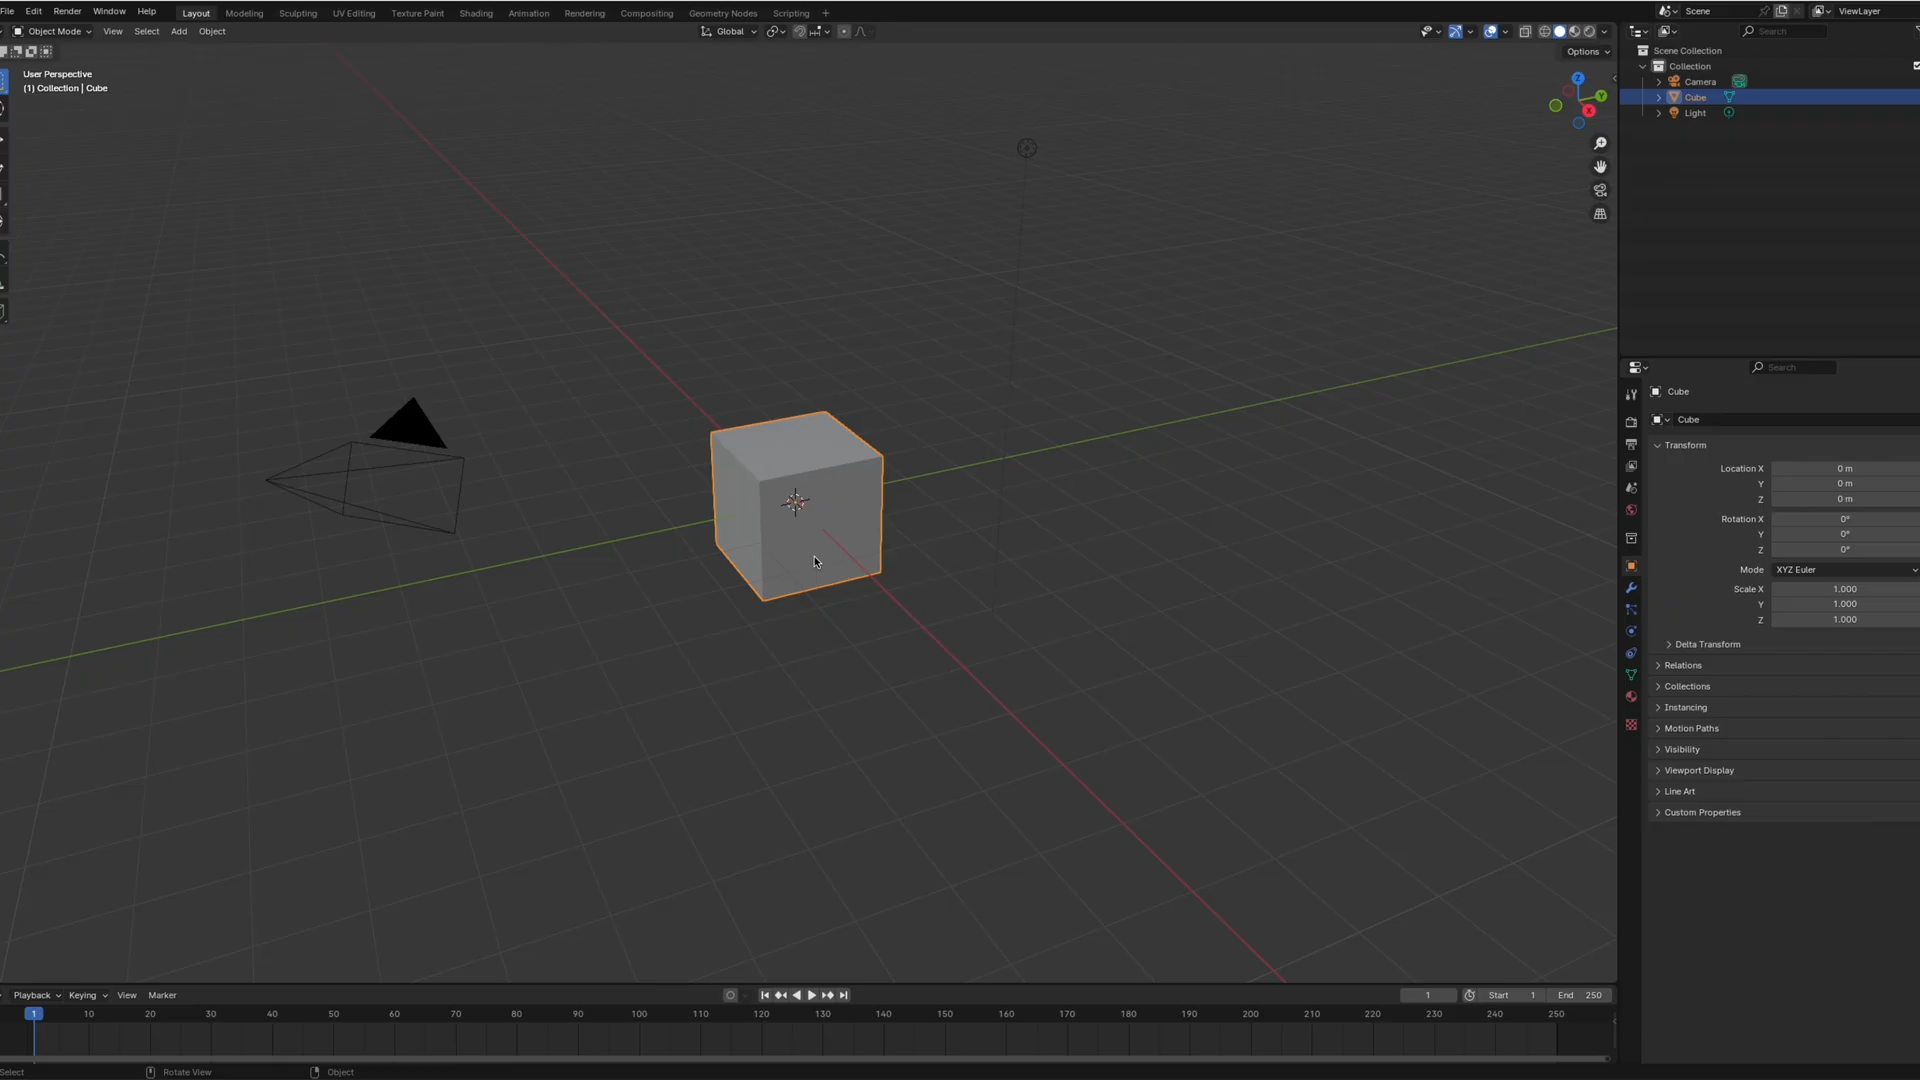 File Edit Render Window Help Layout Modeling Sculpting UV Editing Texture Paint Shading Animation Rendering Compositing Geometry Nodes Scripting + Scene ViewLayer
Object Mode View Select Add Object Global Search
Options
User Perspective
(1) Collection | Cube
Z
Y
X
Scene Collection
Collection
Camera
Cube
Light
Search
Cube
Cube
Transform
Location X 0 m
Y 0 m
Z 0 m
Rotation X 0°
Y 0°
Z 0°
Mode XYZ Euler
Scale X 1.000
Y 1.000
Z 1.000
Delta Transform
Relations
Collections
Instancing
Motion Paths
Visibility
Viewport Display
Line Art
Custom Properties
Playback Keying View Marker 1 Start 1 End 250
1 10 20 30 40 50 60 70 80 90 100 110 120 130 140 150 160 170 180 190 200 210 220 230 240 250
Select Rotate View Object